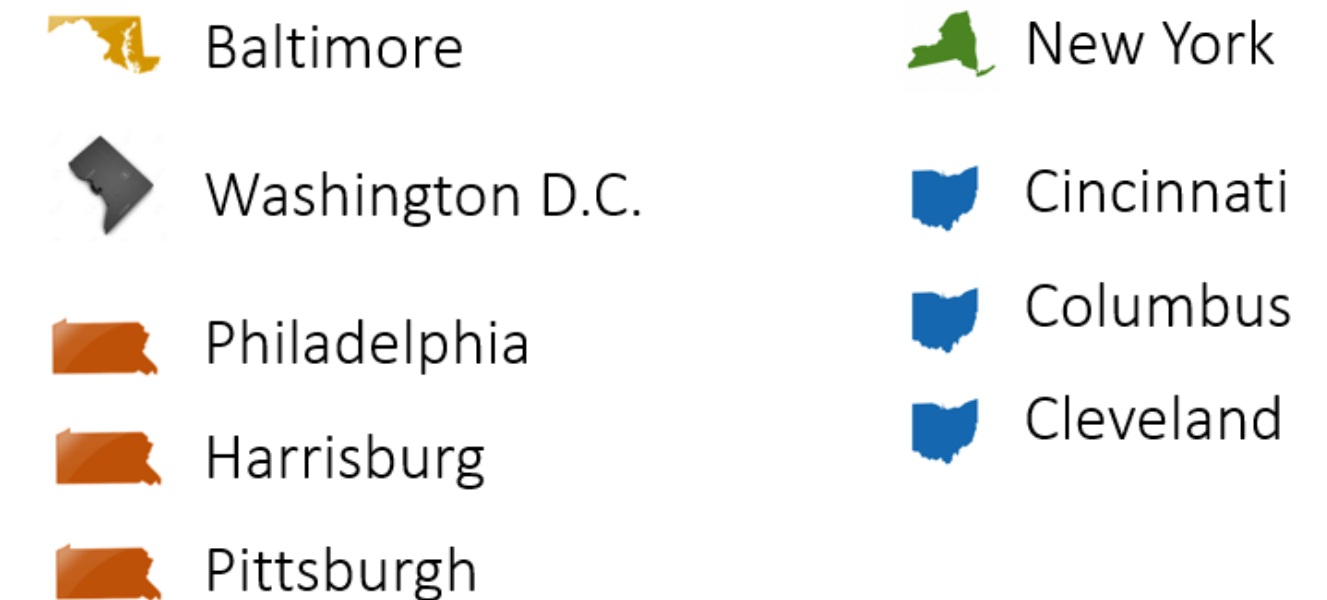 Baltimore
Washington D.C.
Philadelphia
Harrisburg
Pittsburgh
New York
Cincinnati
Columbus
Cleveland